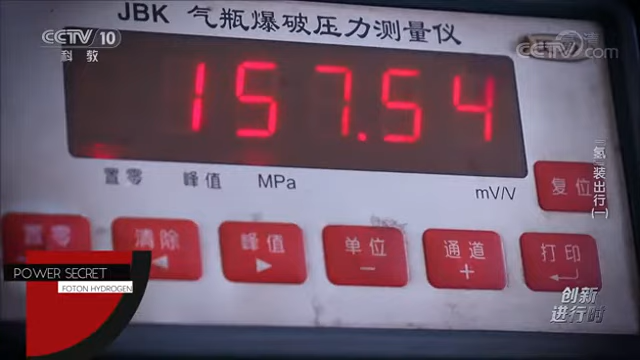 CCTV 10
科教
JBK 气瓶爆破压力测量仪
CCTV.com
157.54
置零 峰值 MPa mV/V
复位
置零 清除 峰值 单位 通道 打印
◀ ▶ − +
"氢"装出行(一)
POWER SECRET
FOTON HYDROGEN
创新
进行时